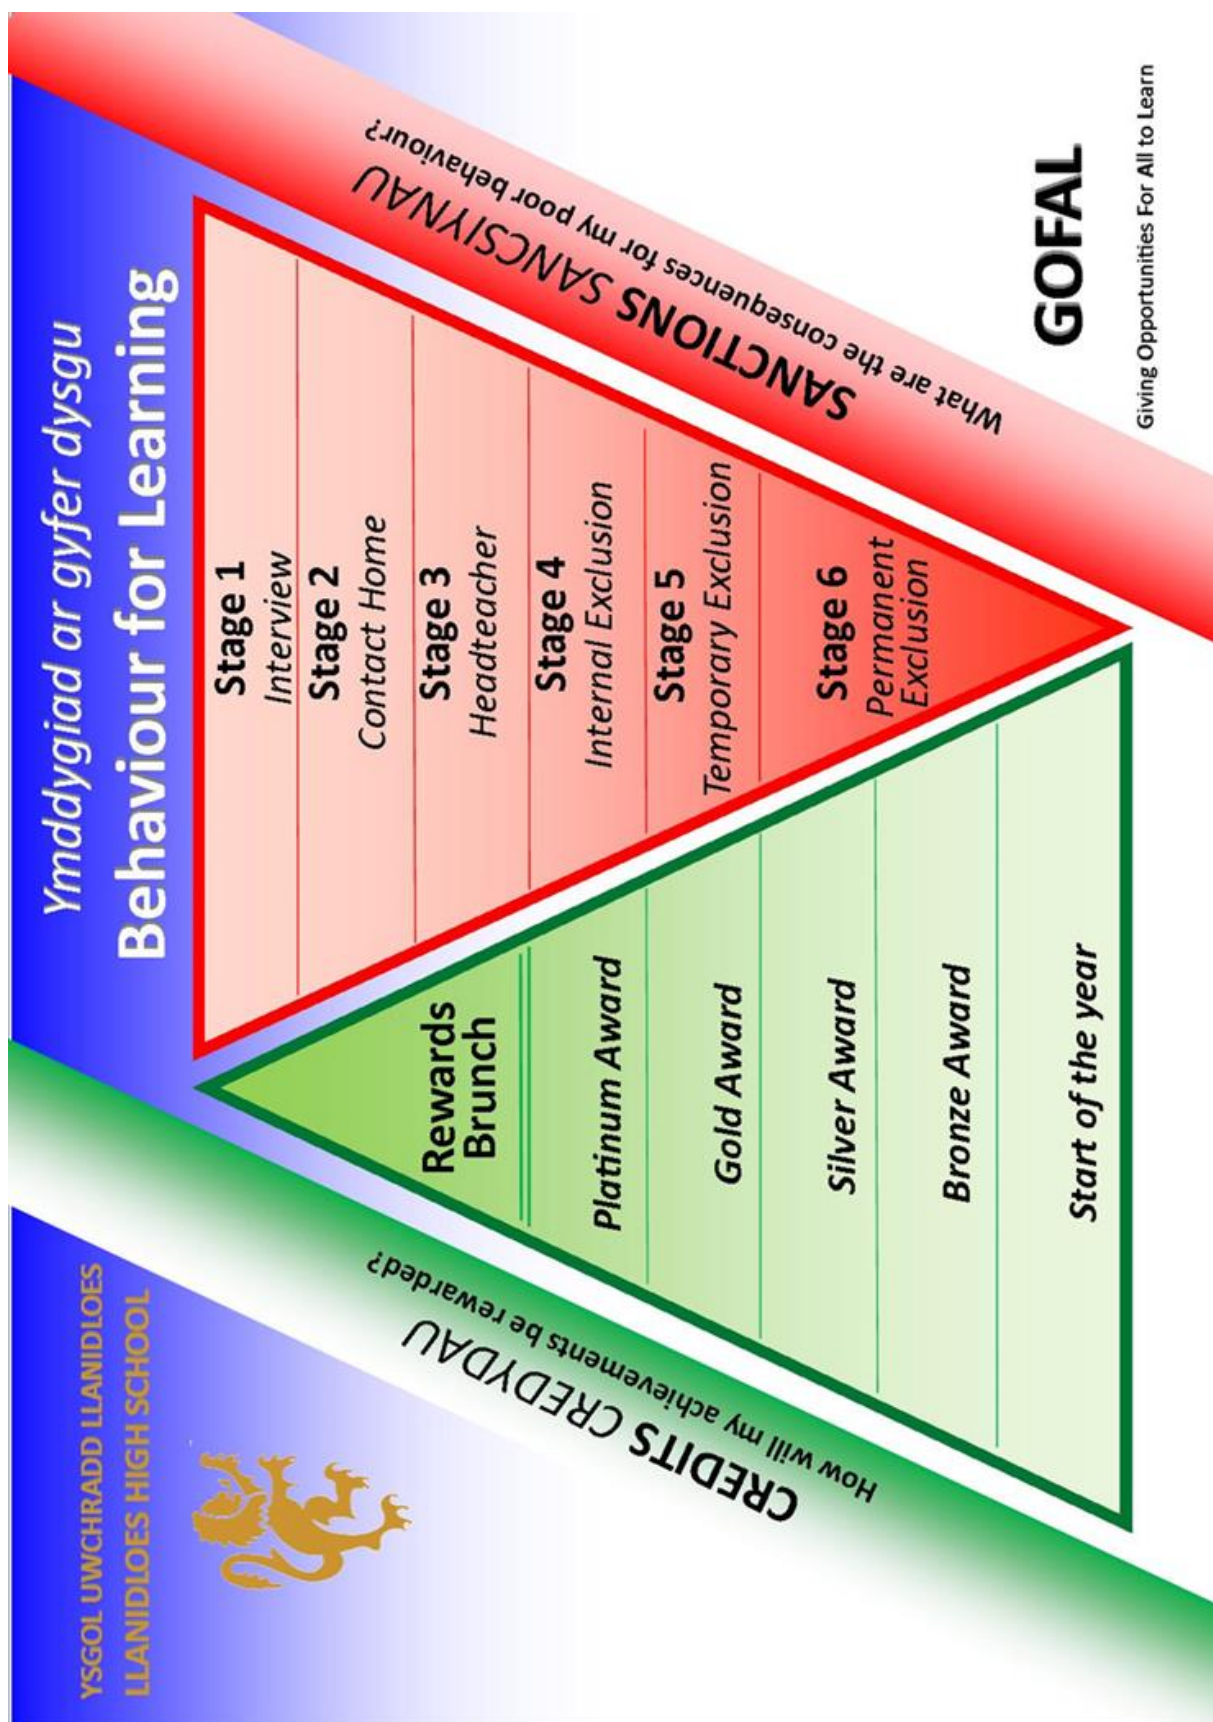 YSGOL UWCHRADD LLANIDLOES
LLANIDLOES HIGH SCHOOL
Ymddygiad ar gyfer dysgu
Behaviour for Learning
CREDITS CREDYDAU
How will my achievements be rewarded?
Rewards
Brunch
Platinum Award
Gold Award
Silver Award
Bronze Award
Start of the year
Stage 1
Interview
Stage 2
Contact Home
Stage 3
Headteacher
Stage 4
Internal Exclusion
Stage 5
Temporary Exclusion
Stage 6
Permanent
Exclusion
SANCTIONS SANCSIYNAU
What are the consequences for my poor behaviour?
GOFAL
Giving Opportunities For All to Learn